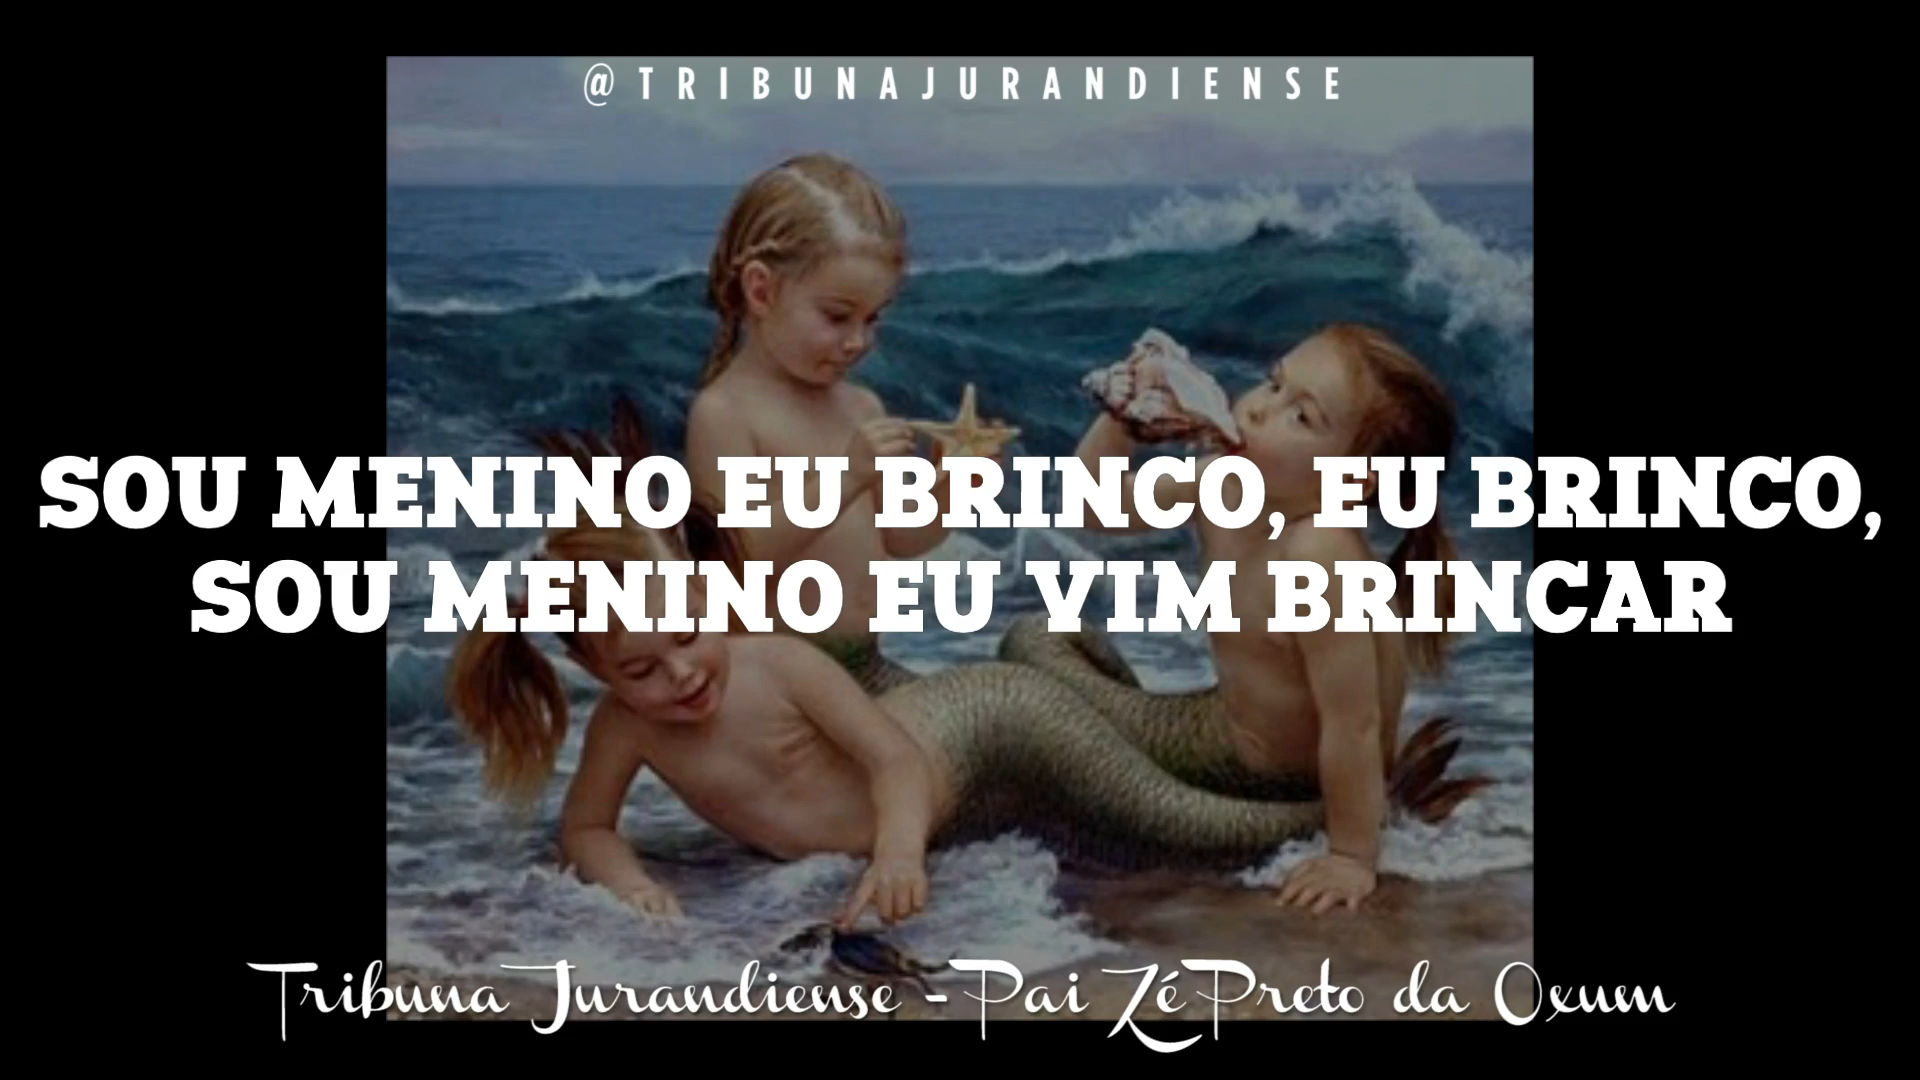 @TRIBUNAJURANDIENSE
SOU MENINO EU BRINCO, EU BRINCO,
SOU MENINO EU VIM BRINCAR
Tribuna Jurandiense - Pai Zé Preto da Oxum